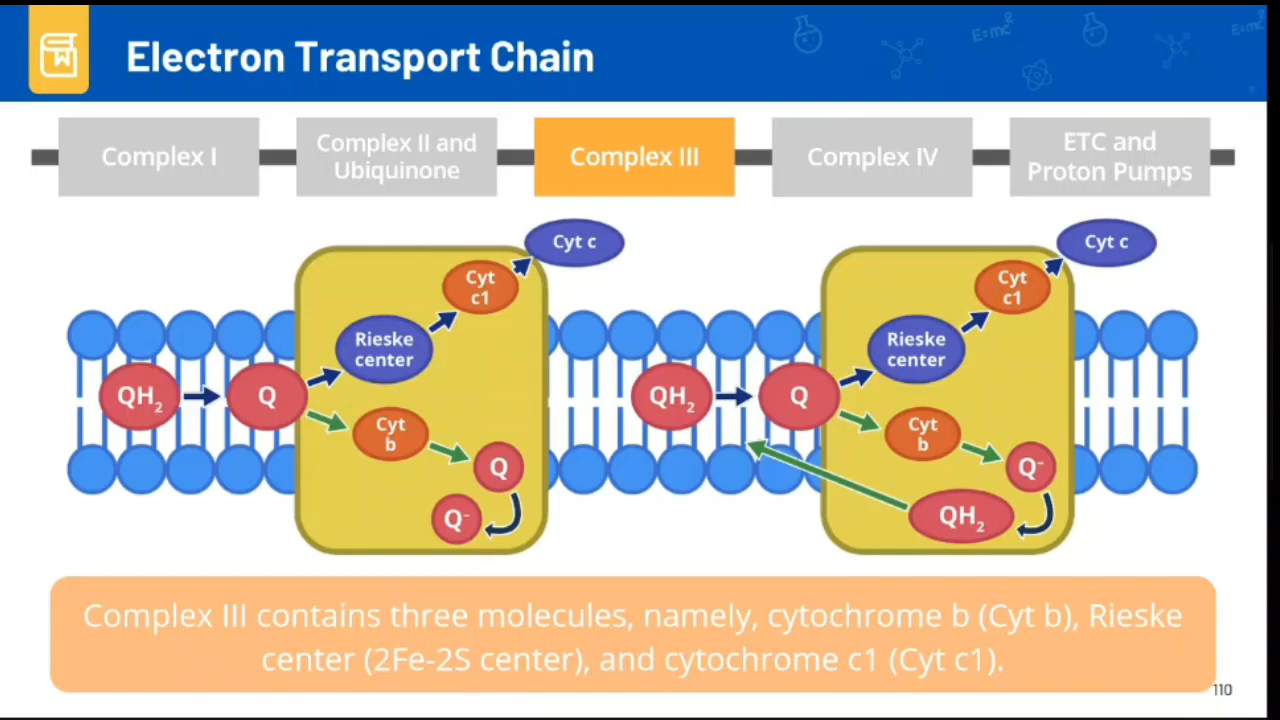 E=mc²
E=mc²
Electron Transport Chain
Complex I
Complex II and
Ubiquinone
Complex III
Complex IV
ETC and
Proton Pumps
Cyt c
Cyt
c1
Rieske
center
QH₂
Q
Cyt
b
Q
Q⁻
Cyt c
Cyt
c1
Rieske
center
QH₂
Q
Cyt
b
Q⁻
QH₂
Complex III contains three molecules, namely, cytochrome b (Cyt b), Rieske
center (2Fe-2S center), and cytochrome c1 (Cyt c1).
110